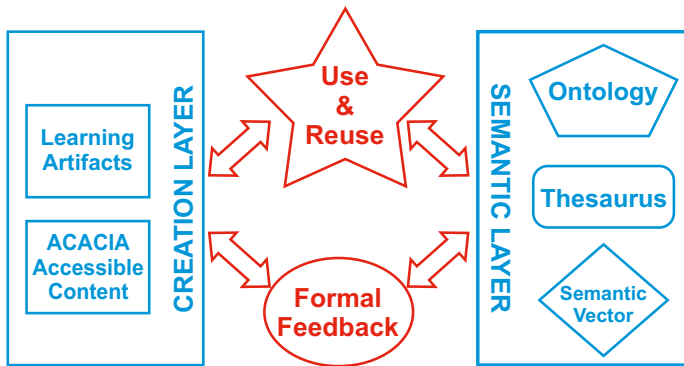 Learning
Artifacts
ACACIA
Accessible
Content
CREATION LAYER
Use
&
Reuse
Formal
Feedback
SEMANTIC LAYER
Ontology
Thesaurus
Semantic
Vector